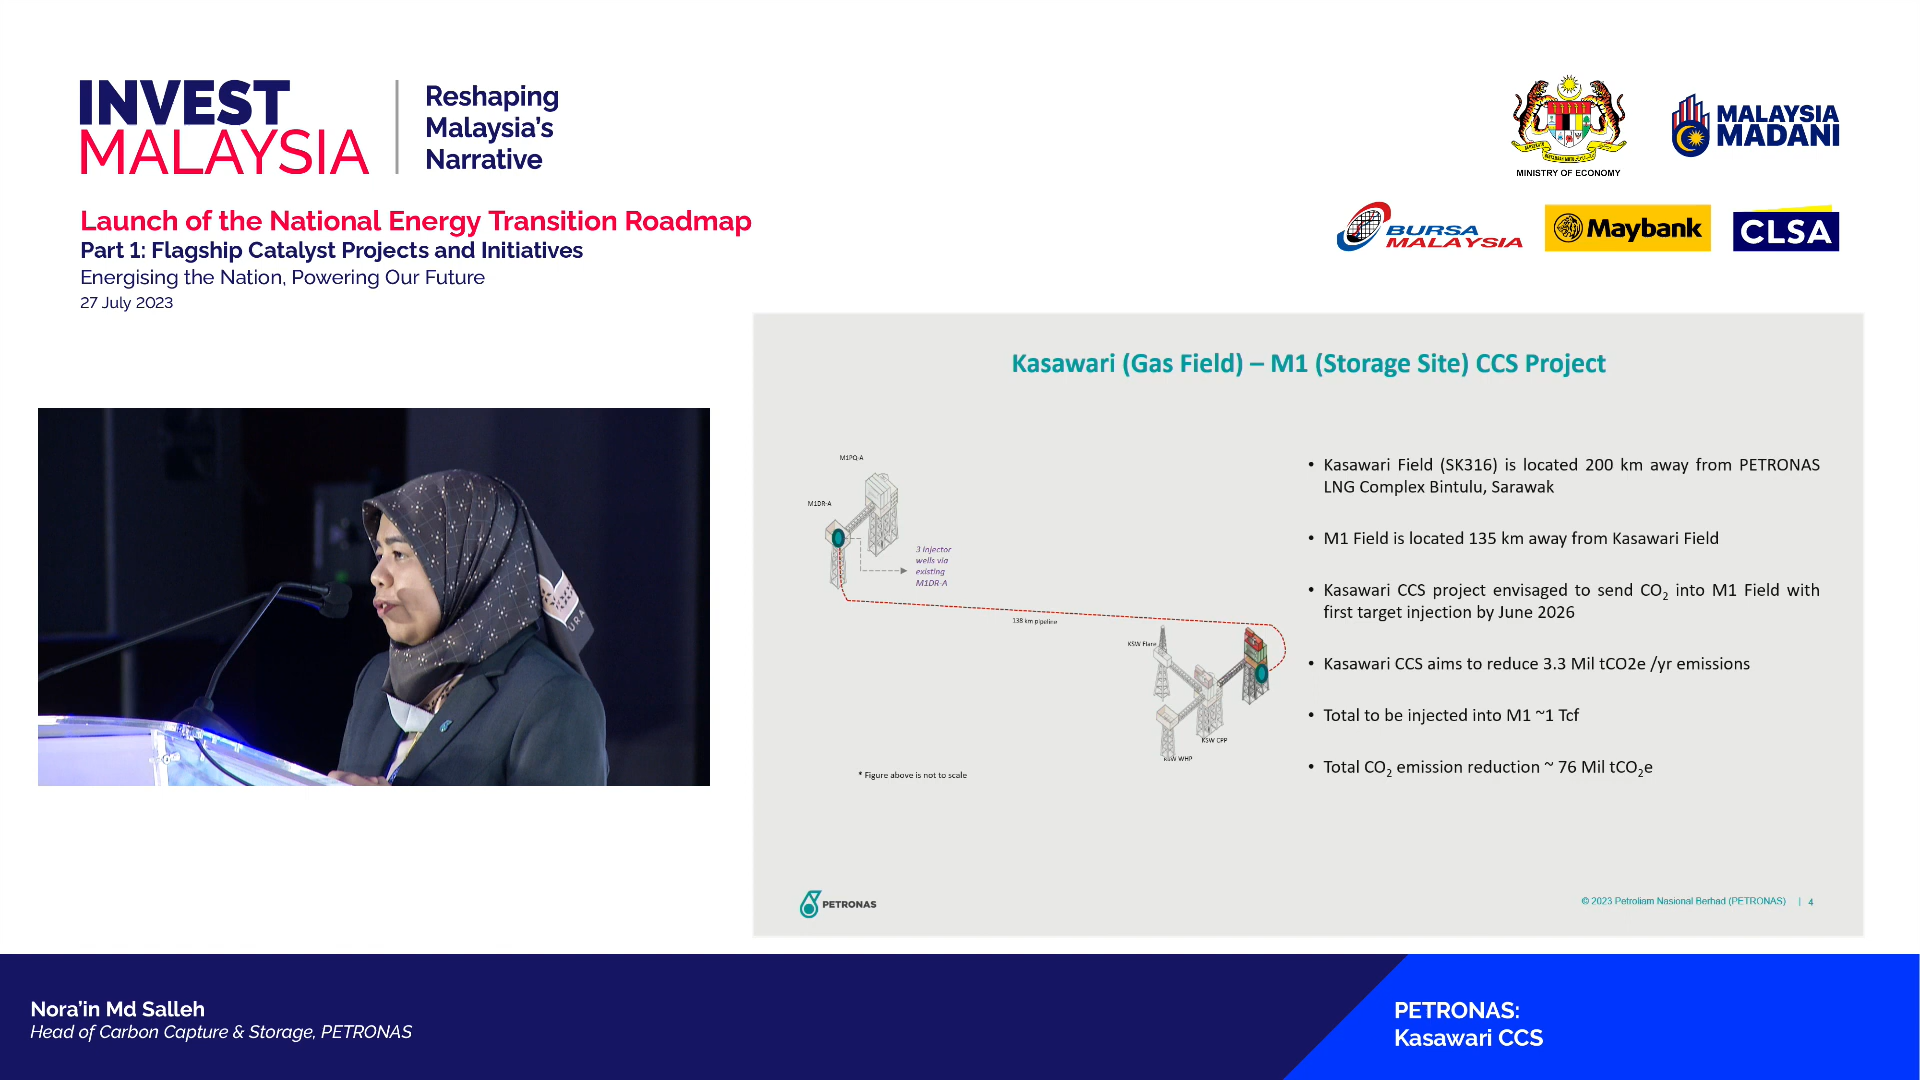 INVEST
MALAYSIA
Reshaping
Malaysia's
Narrative
Launch of the National Energy Transition Roadmap
Part 1: Flagship Catalyst Projects and Initiatives
Energising the Nation, Powering Our Future
27 July 2023
MINISTRY OF ECONOMY
MALAYSIA
MADANI
BURSA
MALAYSIA
Maybank
CLSA
Kasawari (Gas Field) – M1 (Storage Site) CCS Project
M1PQ-A
M1DR-A
3 injector
wells via
existing
M1DR-A
138 km pipeline
KSW Flare
KSW CPP
KSW WHP
* Figure above is not to scale
• Kasawari Field (SK316) is located 200 km away from PETRONAS
LNG Complex Bintulu, Sarawak
• M1 Field is located 135 km away from Kasawari Field
• Kasawari CCS project envisaged to send CO2 into M1 Field with
first target injection by June 2026
• Kasawari CCS aims to reduce 3.3 Mil tCO2e /yr emissions
• Total to be injected into M1 ~1 Tcf
• Total CO2 emission reduction ~ 76 Mil tCO2e
PETRONAS
© 2023 Petroliam Nasional Berhad (PETRONAS) | 4
Nora'in Md Salleh
Head of Carbon Capture & Storage, PETRONAS
PETRONAS:
Kasawari CCS